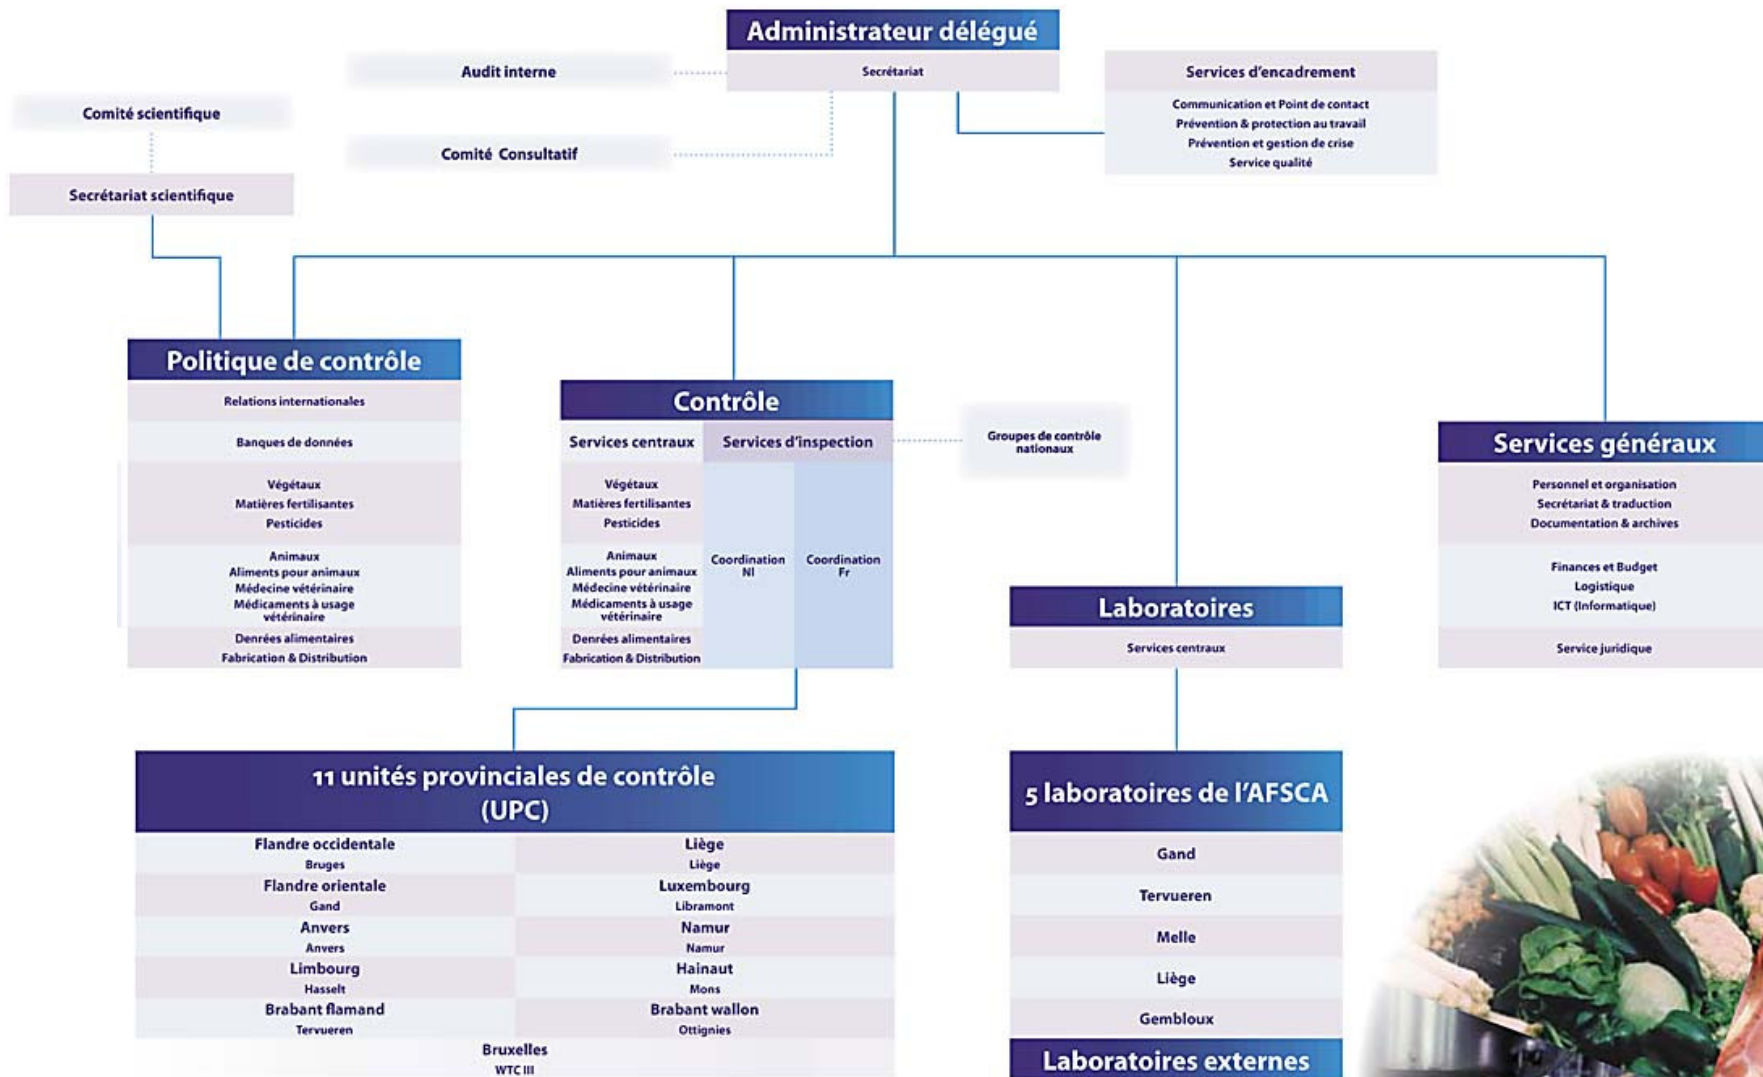 Administrateur délégué
Secrétariat
Audit interne
Comité Consultatif
Services d'encadrement
Communication et Point de contact
Prévention & protection au travail
Prévention et gestion de crise
Service qualité
Comité scientifique
Secrétariat scientifique
Politique de contrôle
Relations internationales
Banques de données
Végétaux
Matières fertilisantes
Pesticides
Animaux
Aliments pour animaux
Médecine vétérinaire
Médicaments à usage
vétérinaire
Denrées alimentaires
Fabrication & Distribution
Contrôle
Services centraux
Services d'inspection
Végétaux
Matières fertilisantes
Pesticides
Animaux
Aliments pour animaux
Médecine vétérinaire
Médicaments à usage
vétérinaire
Denrées alimentaires
Fabrication & Distribution
Coordination
Nl
Coordination
Fr
Groupes de contrôle
nationaux
Laboratoires
Services centraux
Services généraux
Personnel et organisation
Secrétariat & traduction
Documentation & archives
Finances et Budget
Logistique
ICT (Informatique)
Service juridique
11 unités provinciales de contrôle
(UPC)
Flandre occidentale
Bruges
Liège
Liège
Flandre orientale
Gand
Luxembourg
Libramont
Anvers
Anvers
Namur
Namur
Limbourg
Hasselt
Hainaut
Mons
Brabant flamand
Tervueren
Brabant wallon
Ottignies
Bruxelles
WTC III
5 laboratoires de l'AFSCA
Gand
Tervueren
Melle
Liège
Gembloux
Laboratoires externes